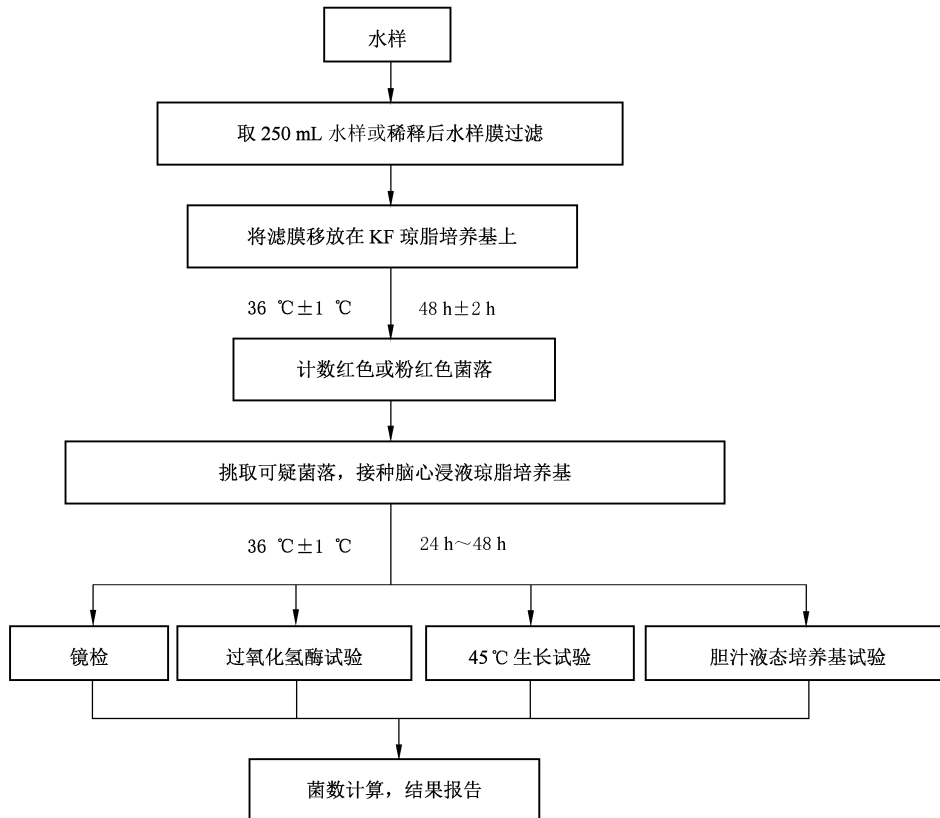 水样
取 250 mL 水样或稀释后水样膜过滤
将滤膜移放在 KF 琼脂培养基上
36 ℃±1 ℃ 48 h±2 h
计数红色或粉红色菌落
挑取可疑菌落，接种脑心浸液琼脂培养基
36 ℃±1 ℃ 24 h～48 h
镜检 过氧化氢酶试验 45℃生长试验 胆汁液态培养基试验
菌数计算，结果报告